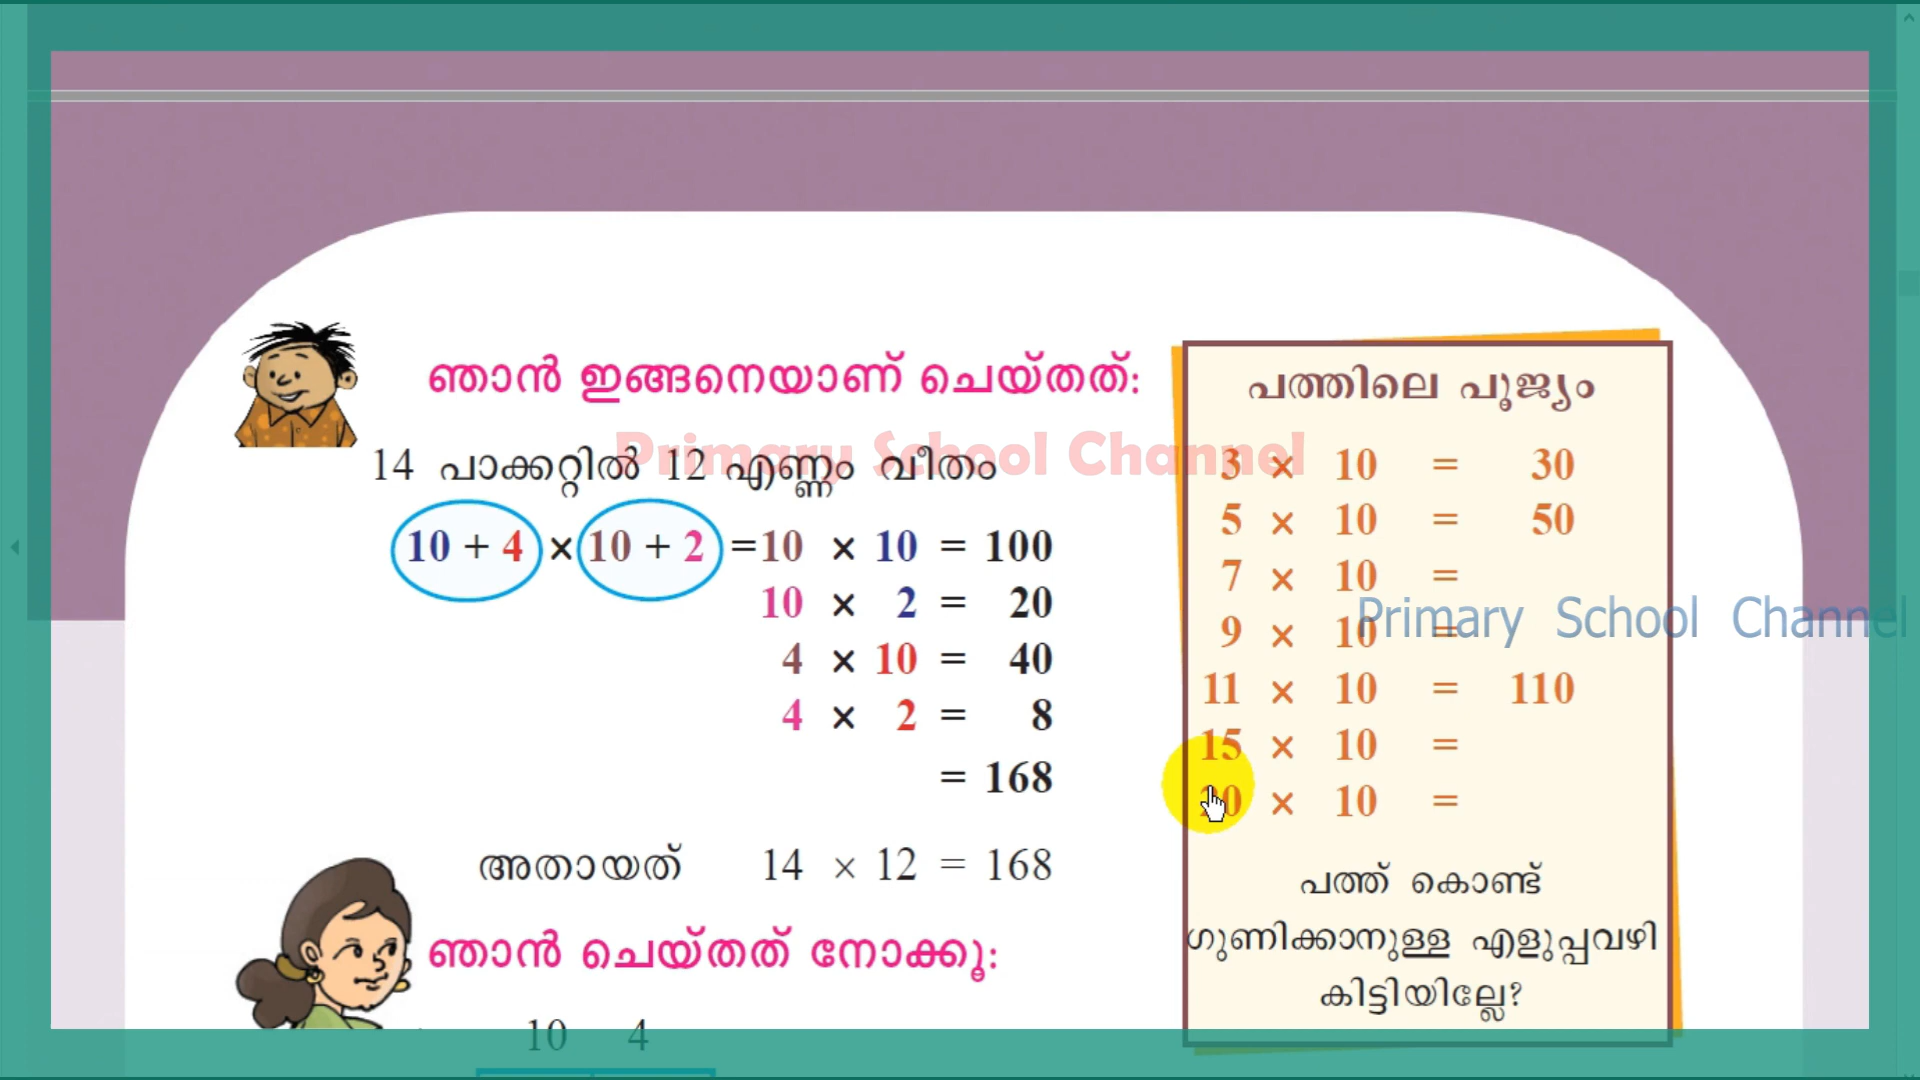 ഞാൻ ഇങ്ങനെയാണ് ചെയ്തത്:
14 പാക്കറ്റിൽ 12 എണ്ണം വീതം
10 + 4 × 10 + 2 = 10 × 10 = 100
10 × 2 = 20
4 × 10 = 40
4 × 2 = 8
= 168
അതായത് 14 × 12 = 168
ഞാൻ ചെയ്തത് നോക്കൂ:
10 4
പത്തിലെ പൂജ്യം
3 × 10 = 30
5 × 10 = 50
7 × 10 =
9 × 10 =
11 × 10 = 110
15 × 10 =
20 × 10 =
പത്ത് കൊണ്ട്
ഗുണിക്കാനുള്ള എളുപ്പവഴി
കിട്ടിയില്ലേ?
Primary School Channel
Primary School Channel